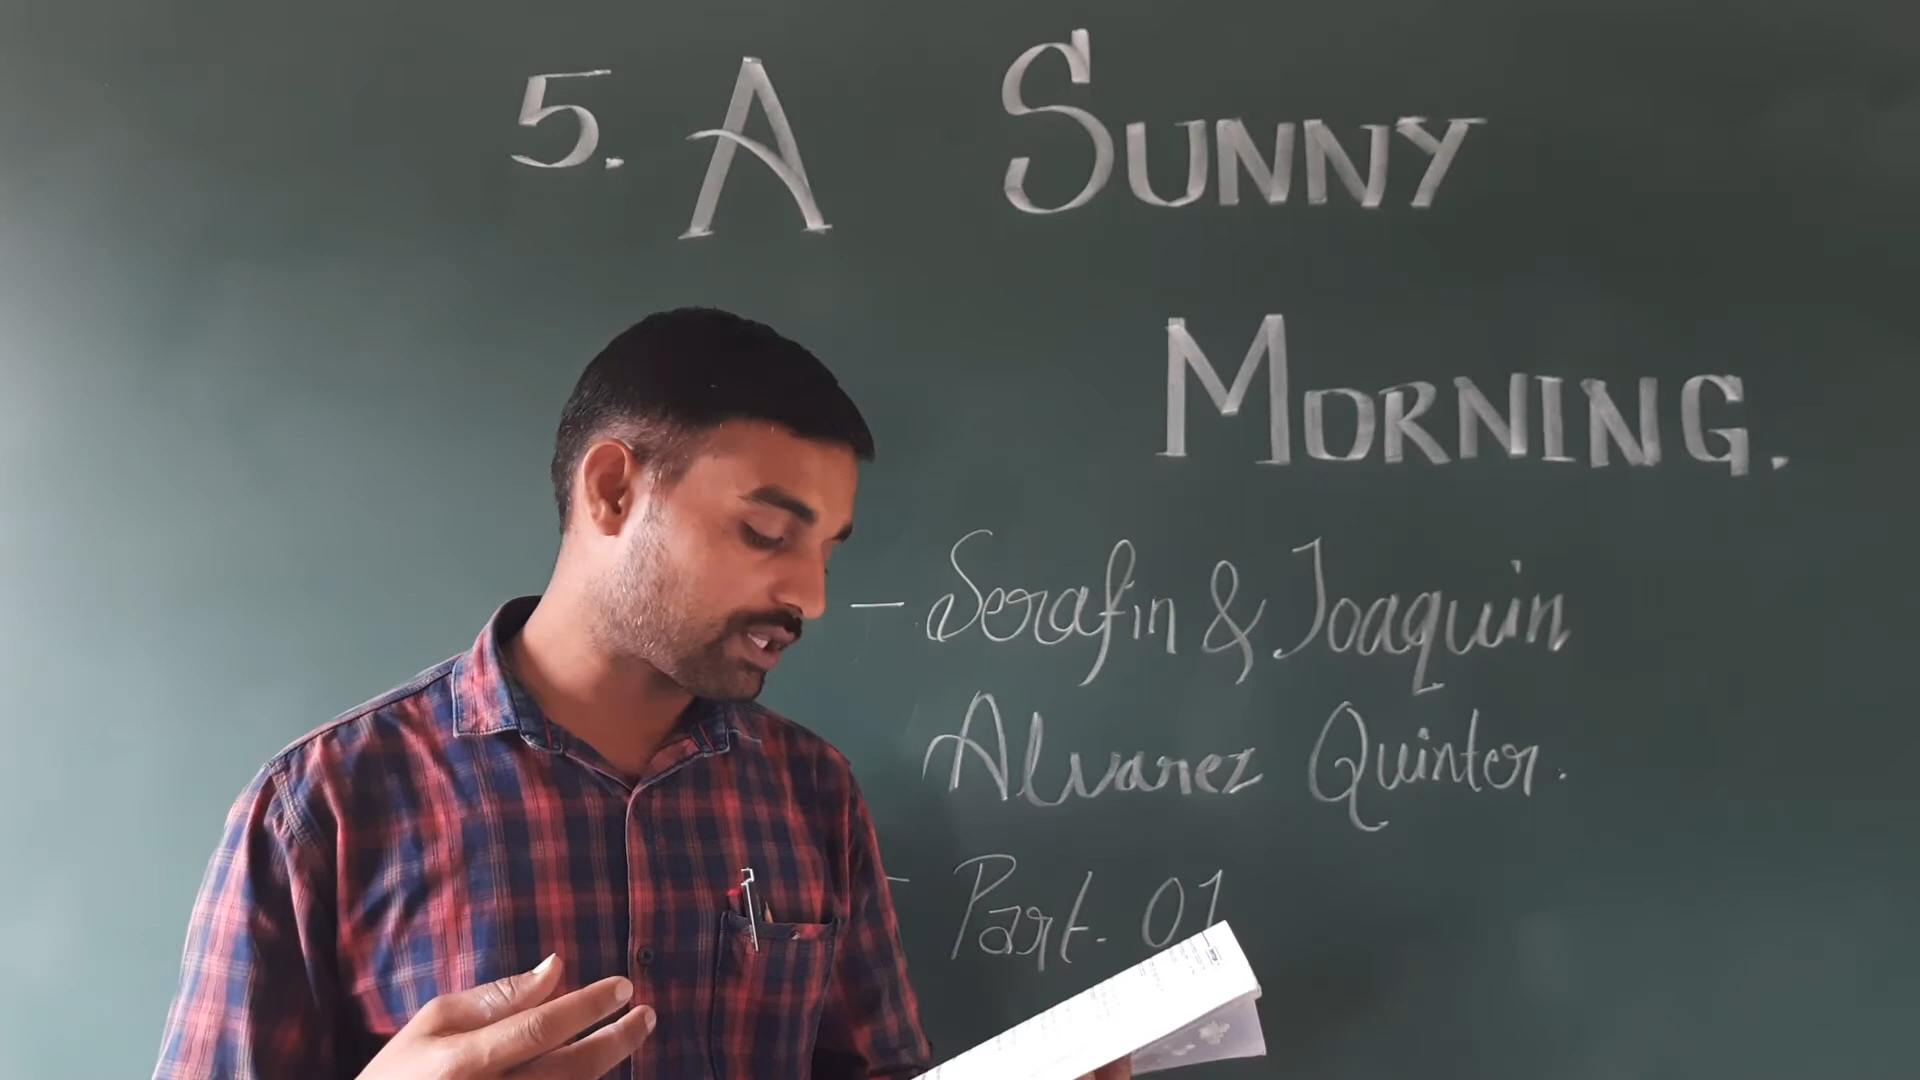 5. A SUNNY
MORNING.
- Serafin & Joaquin
Alvarez Quinter.
- Part. 01